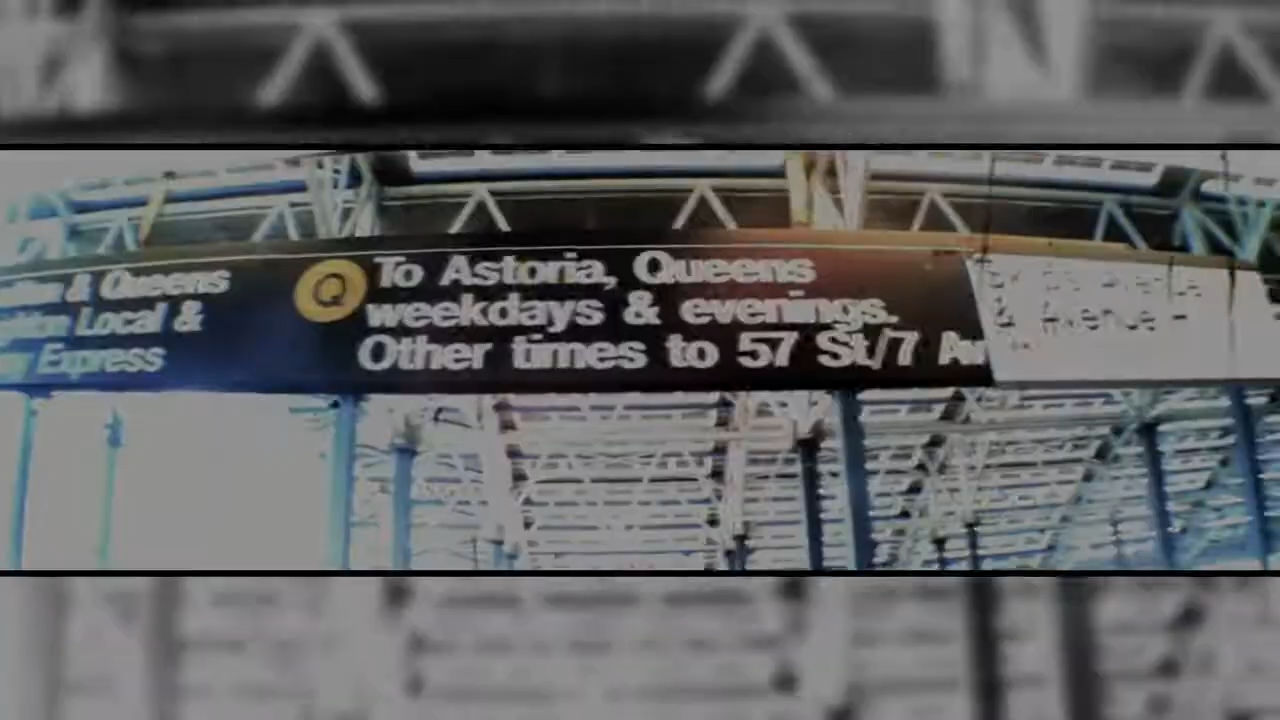 & Queens
Local &
Express
Q
To Astoria, Queens
weekdays & evenings.
Other times to 57 St/7 Av